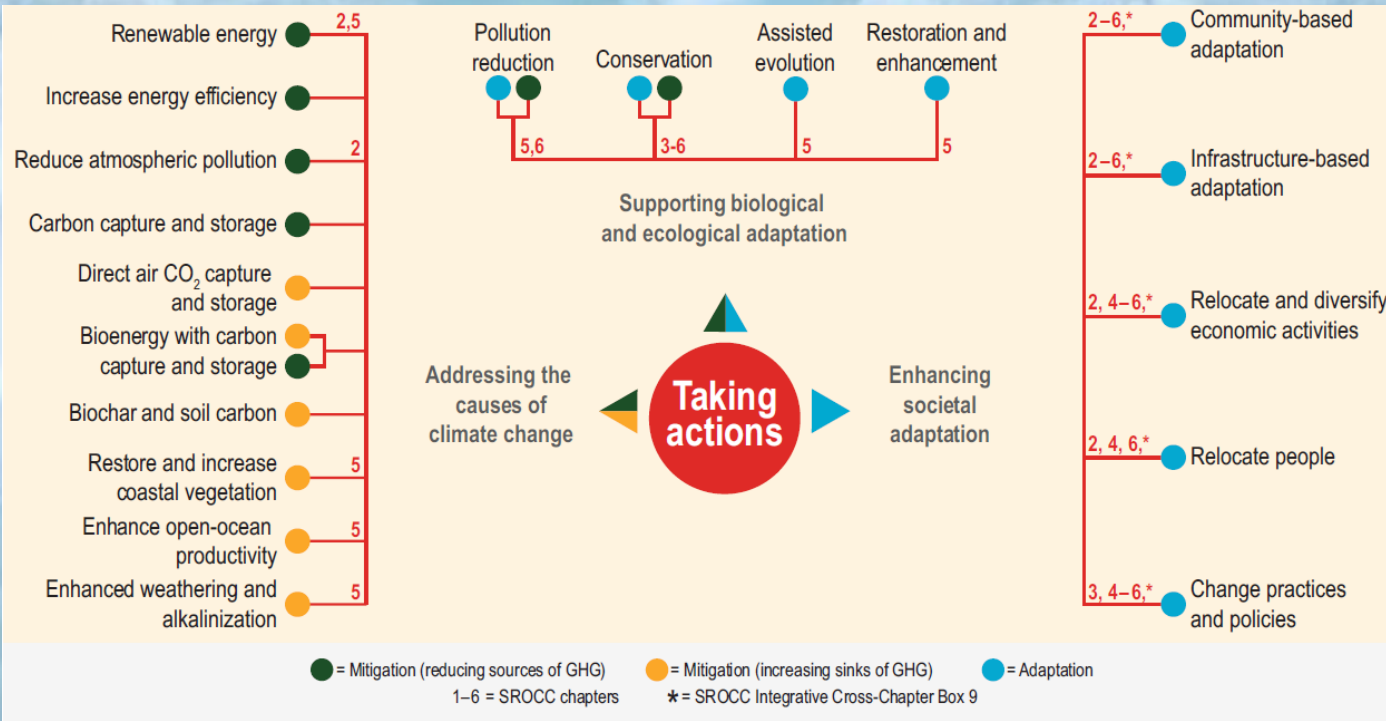 Renewable energy
2,5
Increase energy efficiency
Reduce atmospheric pollution
2
Carbon capture and storage
Direct air CO₂ capture
and storage
Bioenergy with carbon
capture and storage
Biochar and soil carbon
Restore and increase
coastal vegetation
5
Enhance open-ocean
productivity
5
Enhanced weathering and
alkalinization
5
Pollution
reduction
5,6
Conservation
3-6
Assisted
evolution
5
Restoration and
enhancement
5
Supporting biological
and ecological adaptation
Addressing the
causes of
climate change
Taking
actions
Enhancing
societal
adaptation
2–6,*
Community-based
adaptation
2–6,*
Infrastructure-based
adaptation
2, 4–6,*
Relocate and diversify
economic activities
2, 4, 6,*
Relocate people
3, 4–6,*
Change practices
and policies
= Mitigation (reducing sources of GHG)
= Mitigation (increasing sinks of GHG)
= Adaptation
1–6 = SROCC chapters
* = SROCC Integrative Cross-Chapter Box 9